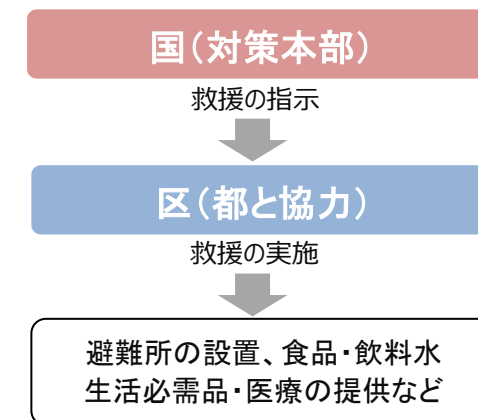 国(対策本部)
救援の指示
区(都と協力)
救援の実施
避難所の設置、食品・飲料水
生活必需品・医療の提供など